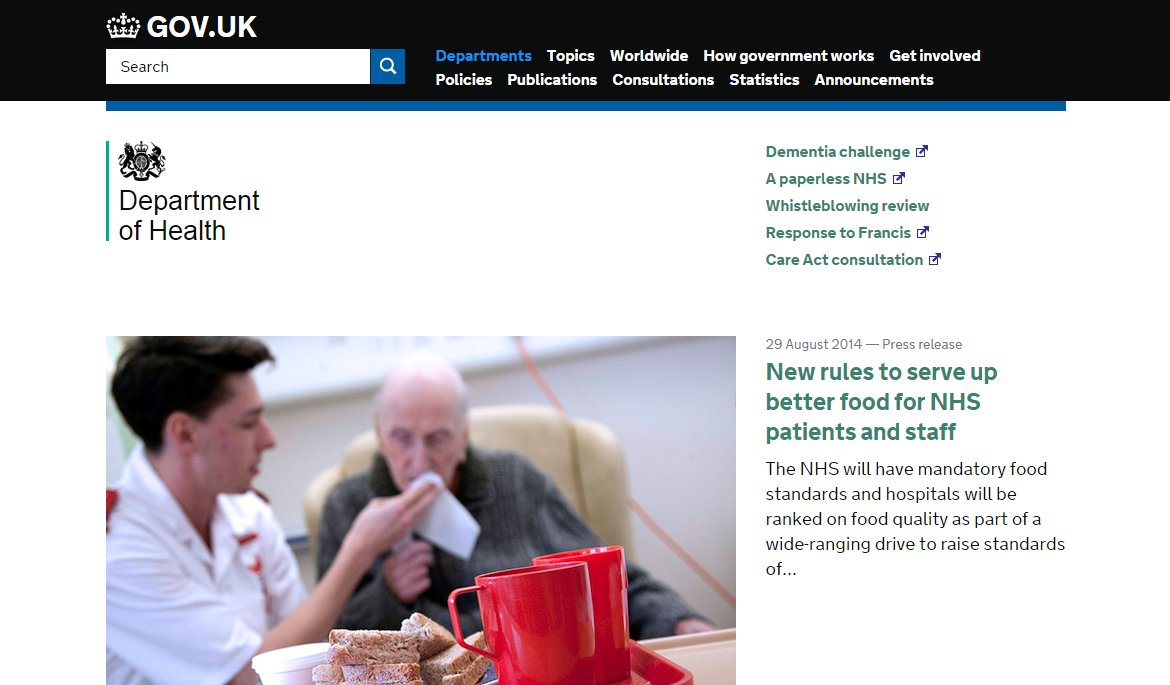 GOV.UK
Search
Departments Topics Worldwide How government works Get involved
Policies Publications Consultations Statistics Announcements
Department
of Health
Dementia challenge
A paperless NHS
Whistleblowing review
Response to Francis
Care Act consultation
29 August 2014 — Press release
New rules to serve up
better food for NHS
patients and staff
The NHS will have mandatory food
standards and hospitals will be
ranked on food quality as part of a
wide-ranging drive to raise standards
of...